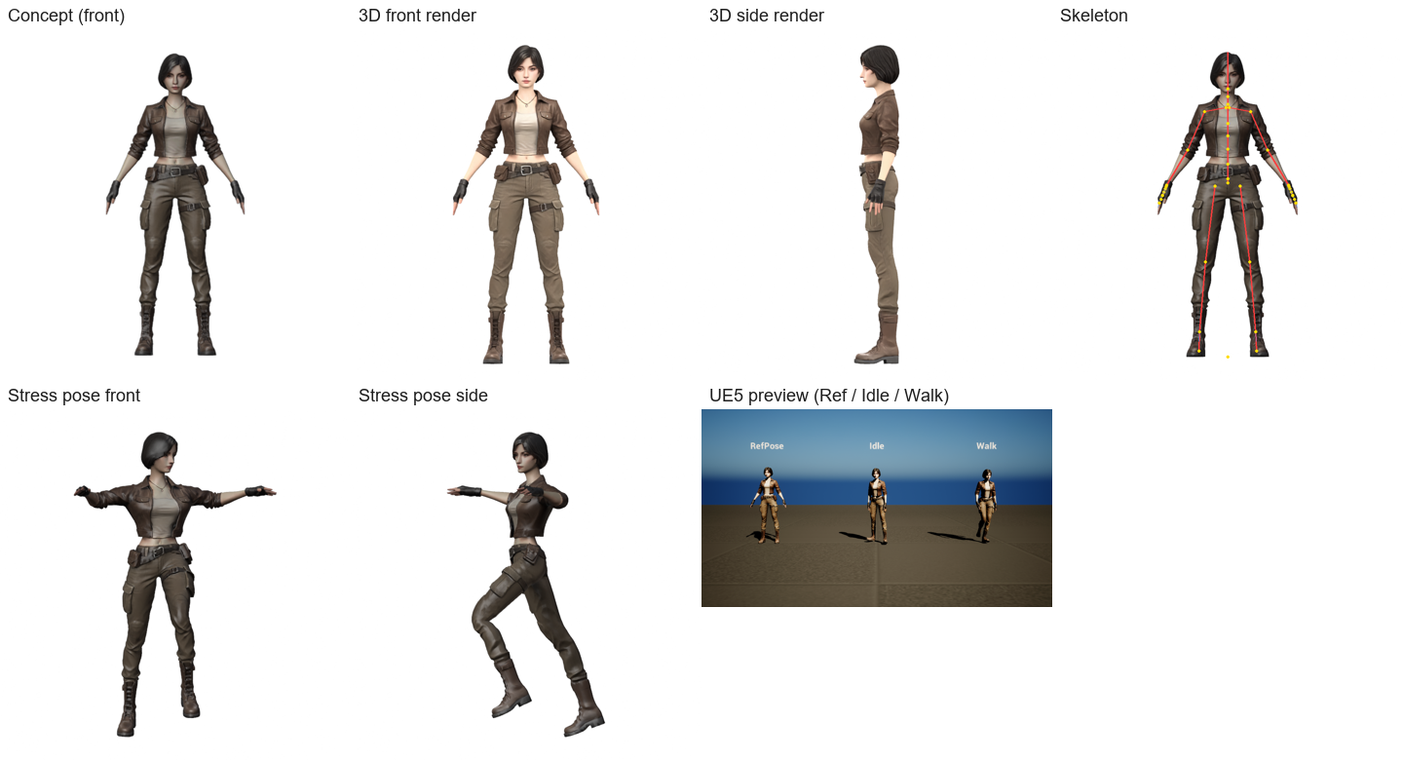 Concept (front)
3D front render
3D side render
Skeleton
Stress pose front
Stress pose side
UE5 preview (Ref / Idle / Walk)
RefPose
Idle
Walk